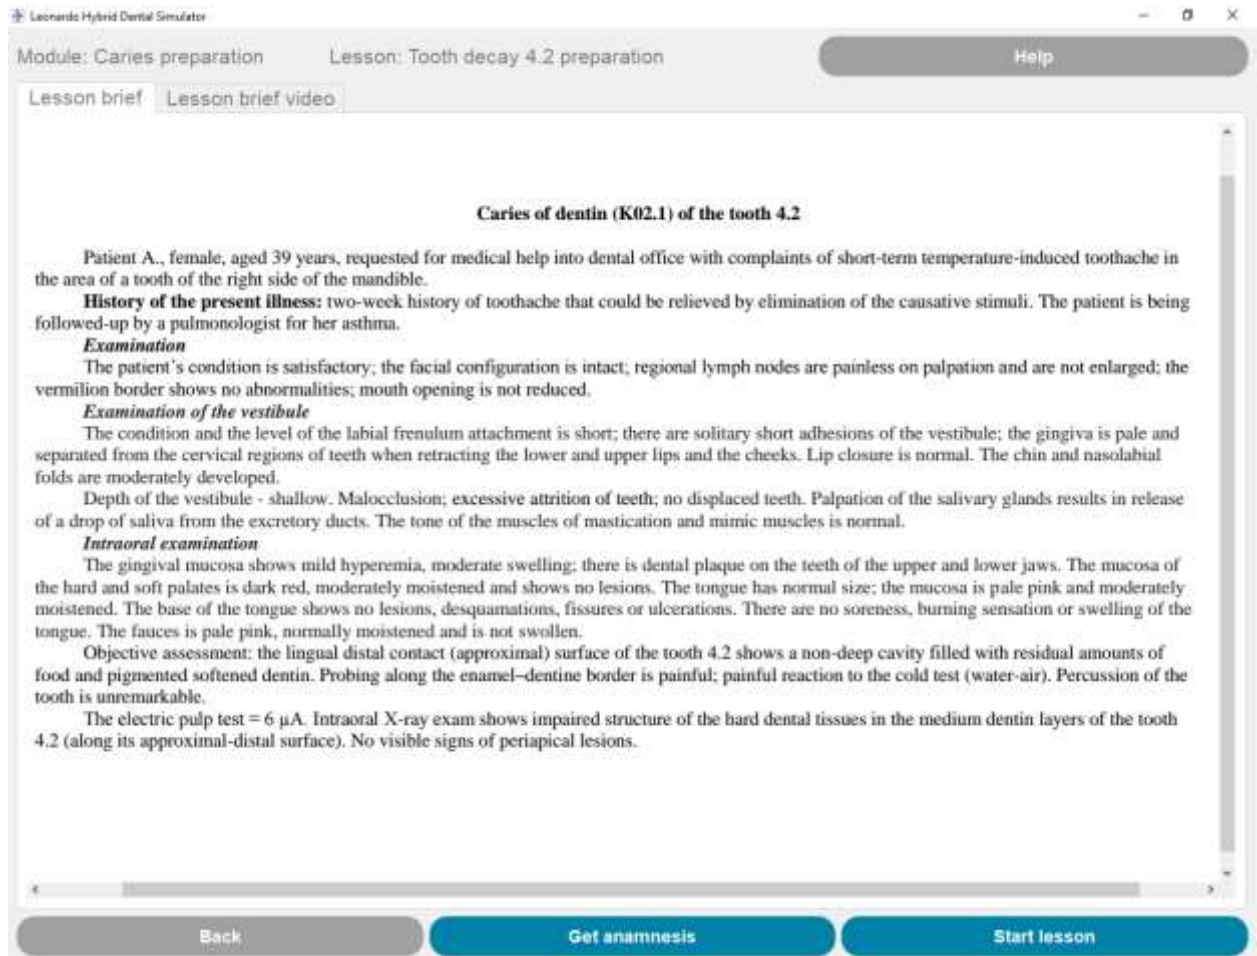 Leonardo Hybrid Dental Simulator
Module: Caries preparation Lesson: Tooth decay 4.2 preparation Help
Lesson brief Lesson brief video
Caries of dentin (K02.1) of the tooth 4.2
Patient A., female, aged 39 years, requested for medical help into dental office with complaints of short-term temperature-induced toothache in
the area of a tooth of the right side of the mandible.
History of the present illness: two-week history of toothache that could be relieved by elimination of the causative stimuli. The patient is being
followed-up by a pulmonologist for her asthma.
Examination
The patient's condition is satisfactory; the facial configuration is intact; regional lymph nodes are painless on palpation and are not enlarged; the
vermilion border shows no abnormalities; mouth opening is not reduced.
Examination of the vestibule
The condition and the level of the labial frenulum attachment is short; there are solitary short adhesions of the vestibule; the gingiva is pale and
separated from the cervical regions of teeth when retracting the lower and upper lips and the cheeks. Lip closure is normal. The chin and nasolabial
folds are moderately developed.
Depth of the vestibule - shallow. Malocclusion; excessive attrition of teeth; no displaced teeth. Palpation of the salivary glands results in release
of a drop of saliva from the excretory ducts. The tone of the muscles of mastication and mimic muscles is normal.
Intraoral examination
The gingival mucosa shows mild hyperemia, moderate swelling; there is dental plaque on the teeth of the upper and lower jaws. The mucosa of
the hard and soft palates is dark red, moderately moistened and shows no lesions. The tongue has normal size; the mucosa is pale pink and moderately
moistened. The base of the tongue shows no lesions, desquamations, fissures or ulcerations. There are no soreness, burning sensation or swelling of the
tongue. The fauces is pale pink, normally moistened and is not swollen.
Objective assessment: the lingual distal contact (approximal) surface of the tooth 4.2 shows a non-deep cavity filled with residual amounts of
food and pigmented softened dentin. Probing along the enamel–dentine border is painful; painful reaction to the cold test (water-air). Percussion of the
tooth is unremarkable.
The electric pulp test = 6 μA. Intraoral X-ray exam shows impaired structure of the hard dental tissues in the medium dentin layers of the tooth
4.2 (along its approximal-distal surface). No visible signs of periapical lesions.
Back Get anamnesis Start lesson